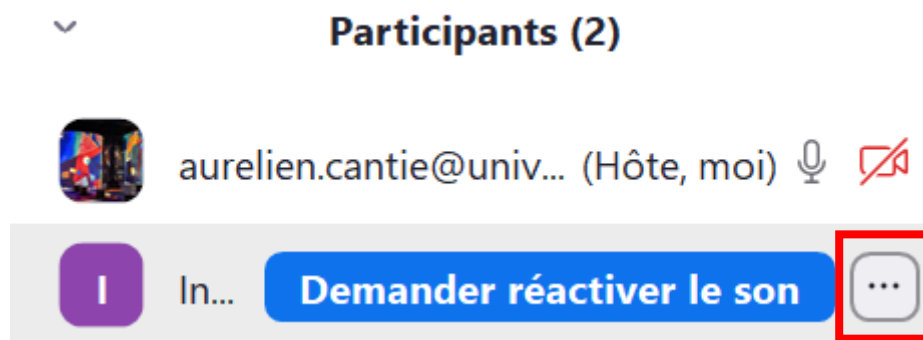 Participants (2)
aurelien.cantie@univ... (Hôte, moi)
I In... Demander réactiver le son ...